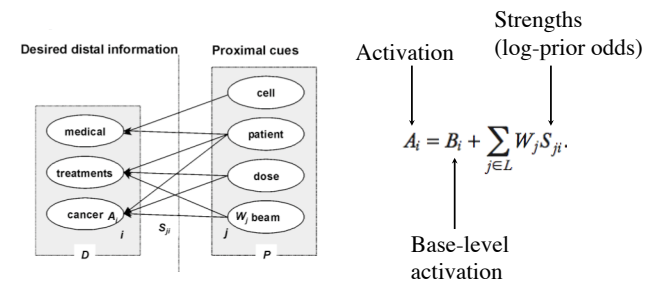 Desired distal information
Proximal cues
cell
medical
patient
treatments
dose
cancer A_i
W_j beam
i
S_ji
j
D
P
Strengths
(log-prior odds)
Activation
A_i = B_i + ∑_{j∈L} W_j S_ji.
Base-level
activation